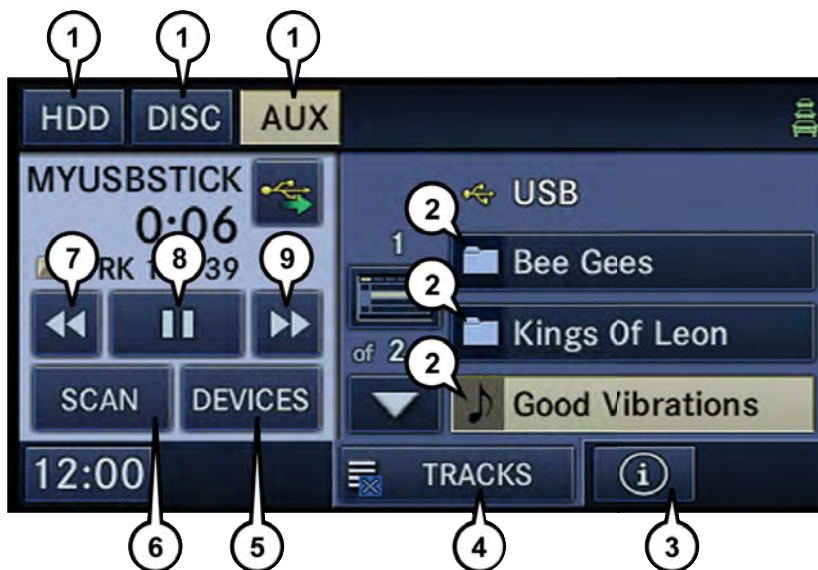 1 1 1
HDD DISC AUX
MYUSBSTICK
0:06
39
7 8 9
SCAN DEVICES
12:00
USB
1
of 2
2 Bee Gees
2 Kings Of Leon
2 Good Vibrations
TRACKS
i
6 5 4 3